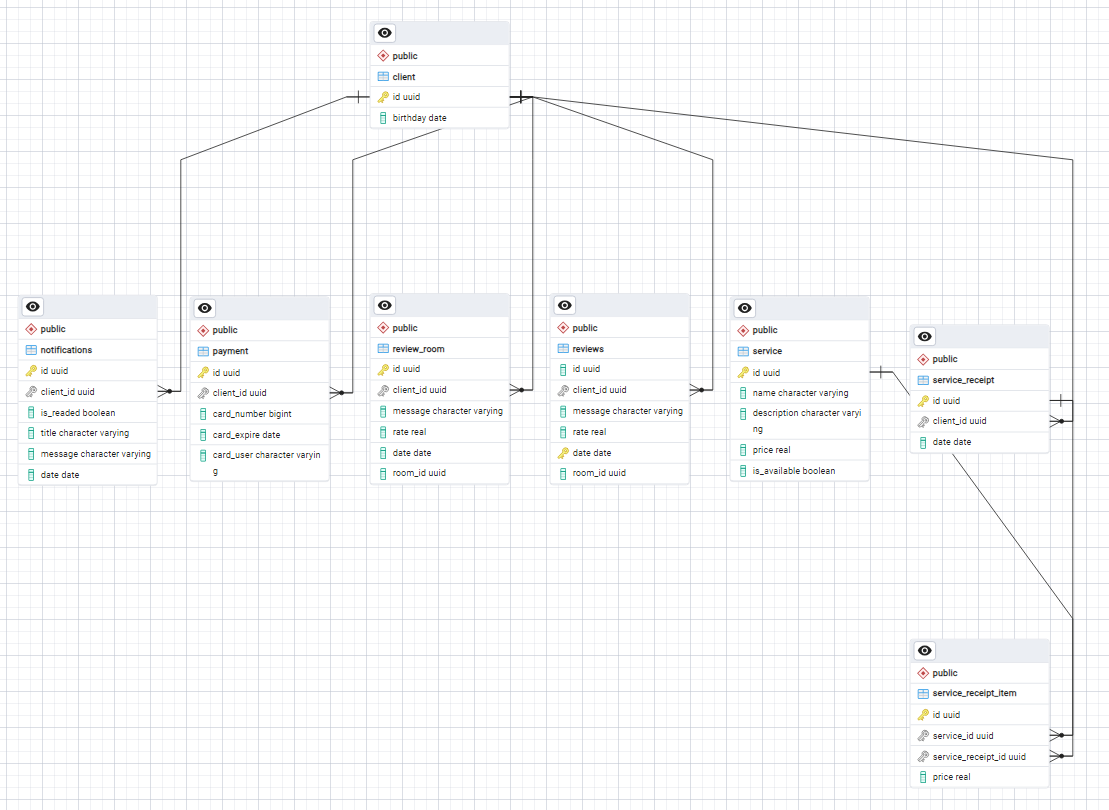 public
client
id uuid
birthday date
public
notifications
id uuid
client_id uuid
is_readed boolean
title character varying
message character varying
date date
public
payment
id uuid
client_id uuid
card_number bigint
card_expire date
card_user character varyin
g
public
review_room
id uuid
client_id uuid
message character varying
rate real
date date
room_id uuid
public
reviews
id uuid
client_id uuid
message character varying
rate real
date date
room_id uuid
public
service
id uuid
name character varying
description character varyi
ng
price real
is_available boolean
public
service_receipt
id uuid
client_id uuid
date date
public
service_receipt_item
id uuid
service_id uuid
service_receipt_id uuid
price real